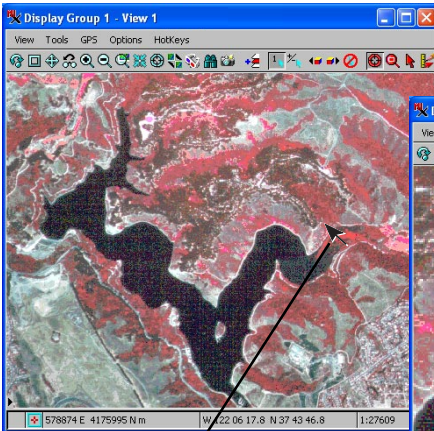 Display Group 1 - View 1
View Tools GPS Options HotKeys
1
Vie
578874 E 4175995 N m
W 122 06 17.8 N 37 43 46.8
1:27609